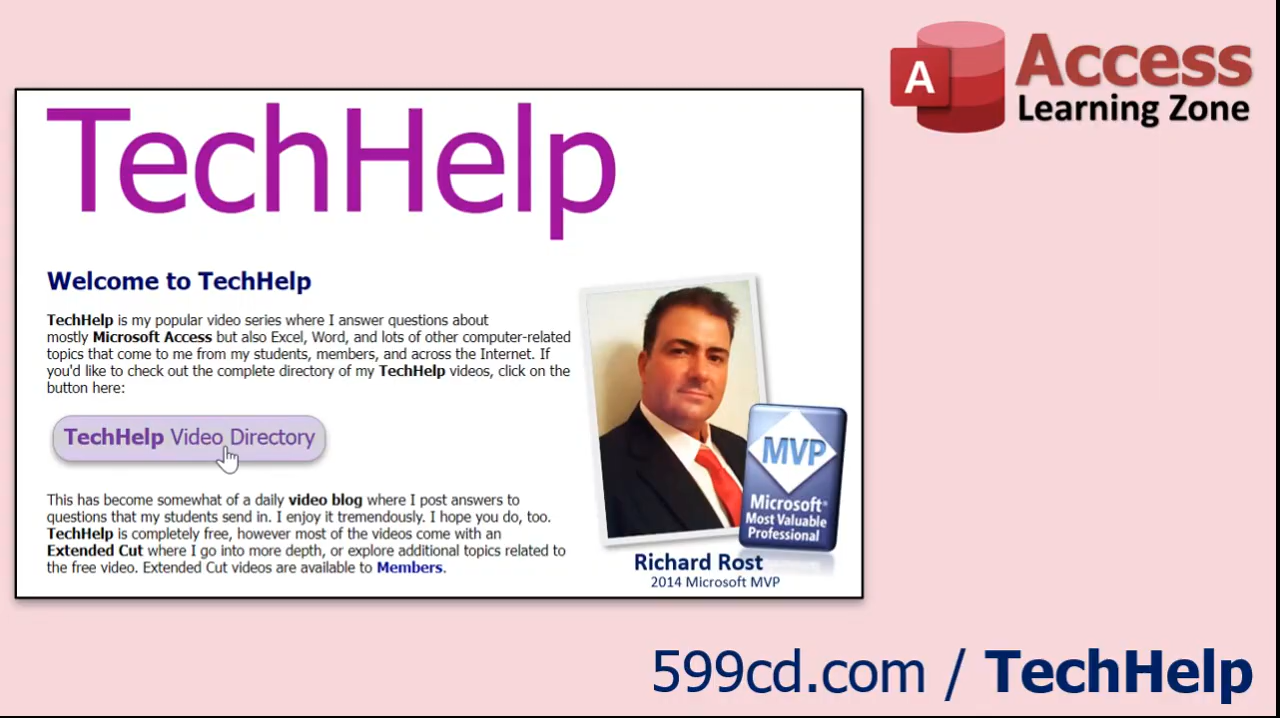 A
Access
Learning Zone
TechHelp
Welcome to TechHelp
TechHelp is my popular video series where I answer questions about
mostly Microsoft Access but also Excel, Word, and lots of other computer-related
topics that come to me from my students, members, and across the Internet. If
you'd like to check out the complete directory of my TechHelp videos, click on the
button here:
TechHelp Video Directory
This has become somewhat of a daily video blog where I post answers to
questions that my students send in. I enjoy it tremendously. I hope you do, too.
TechHelp is completely free, however most of the videos come with an
Extended Cut where I go into more depth, or explore additional topics related to
the free video. Extended Cut videos are available to Members.
MVP
Microsoft®
Most Valuable
Professional
Richard Rost
2014 Microsoft MVP
599cd.com / TechHelp